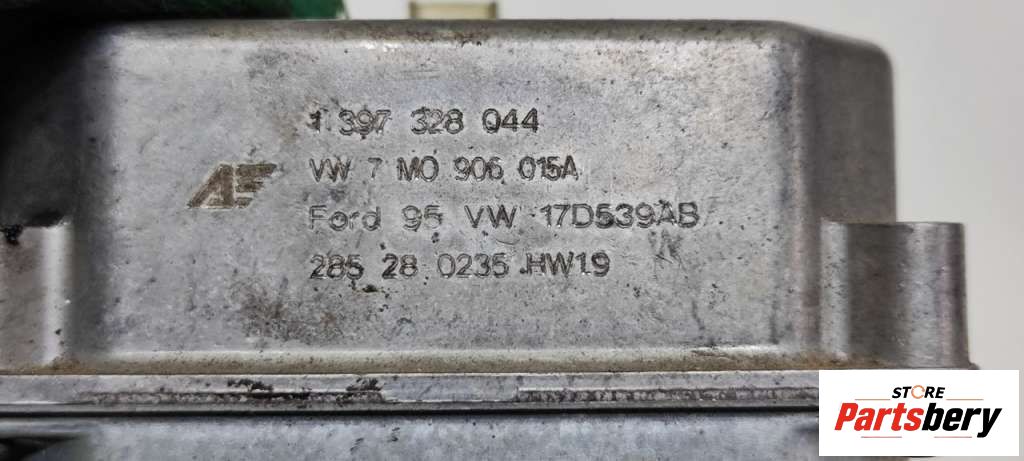 1 397 328 044
VW 7 M0 906 015A
Ford 95 VW 17D539AB
285 28 0235 HW19
STORE
Partsbery